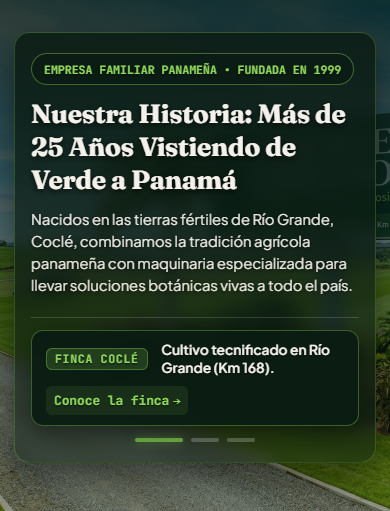 EMPRESA FAMILIAR PANAMEÑA • FUNDADA EN 1999
Nuestra Historia: Más de
25 Años Vistiendo de
Verde a Panamá
Nacidos en las tierras fértiles de Río Grande,
Coclé, combinamos la tradición agrícola
panameña con maquinaria especializada para
llevar soluciones botánicas vivas a todo el país.
FINCA COCLÉ
Cultivo tecnificado en Río
Grande (Km 168).
Conoce la finca →